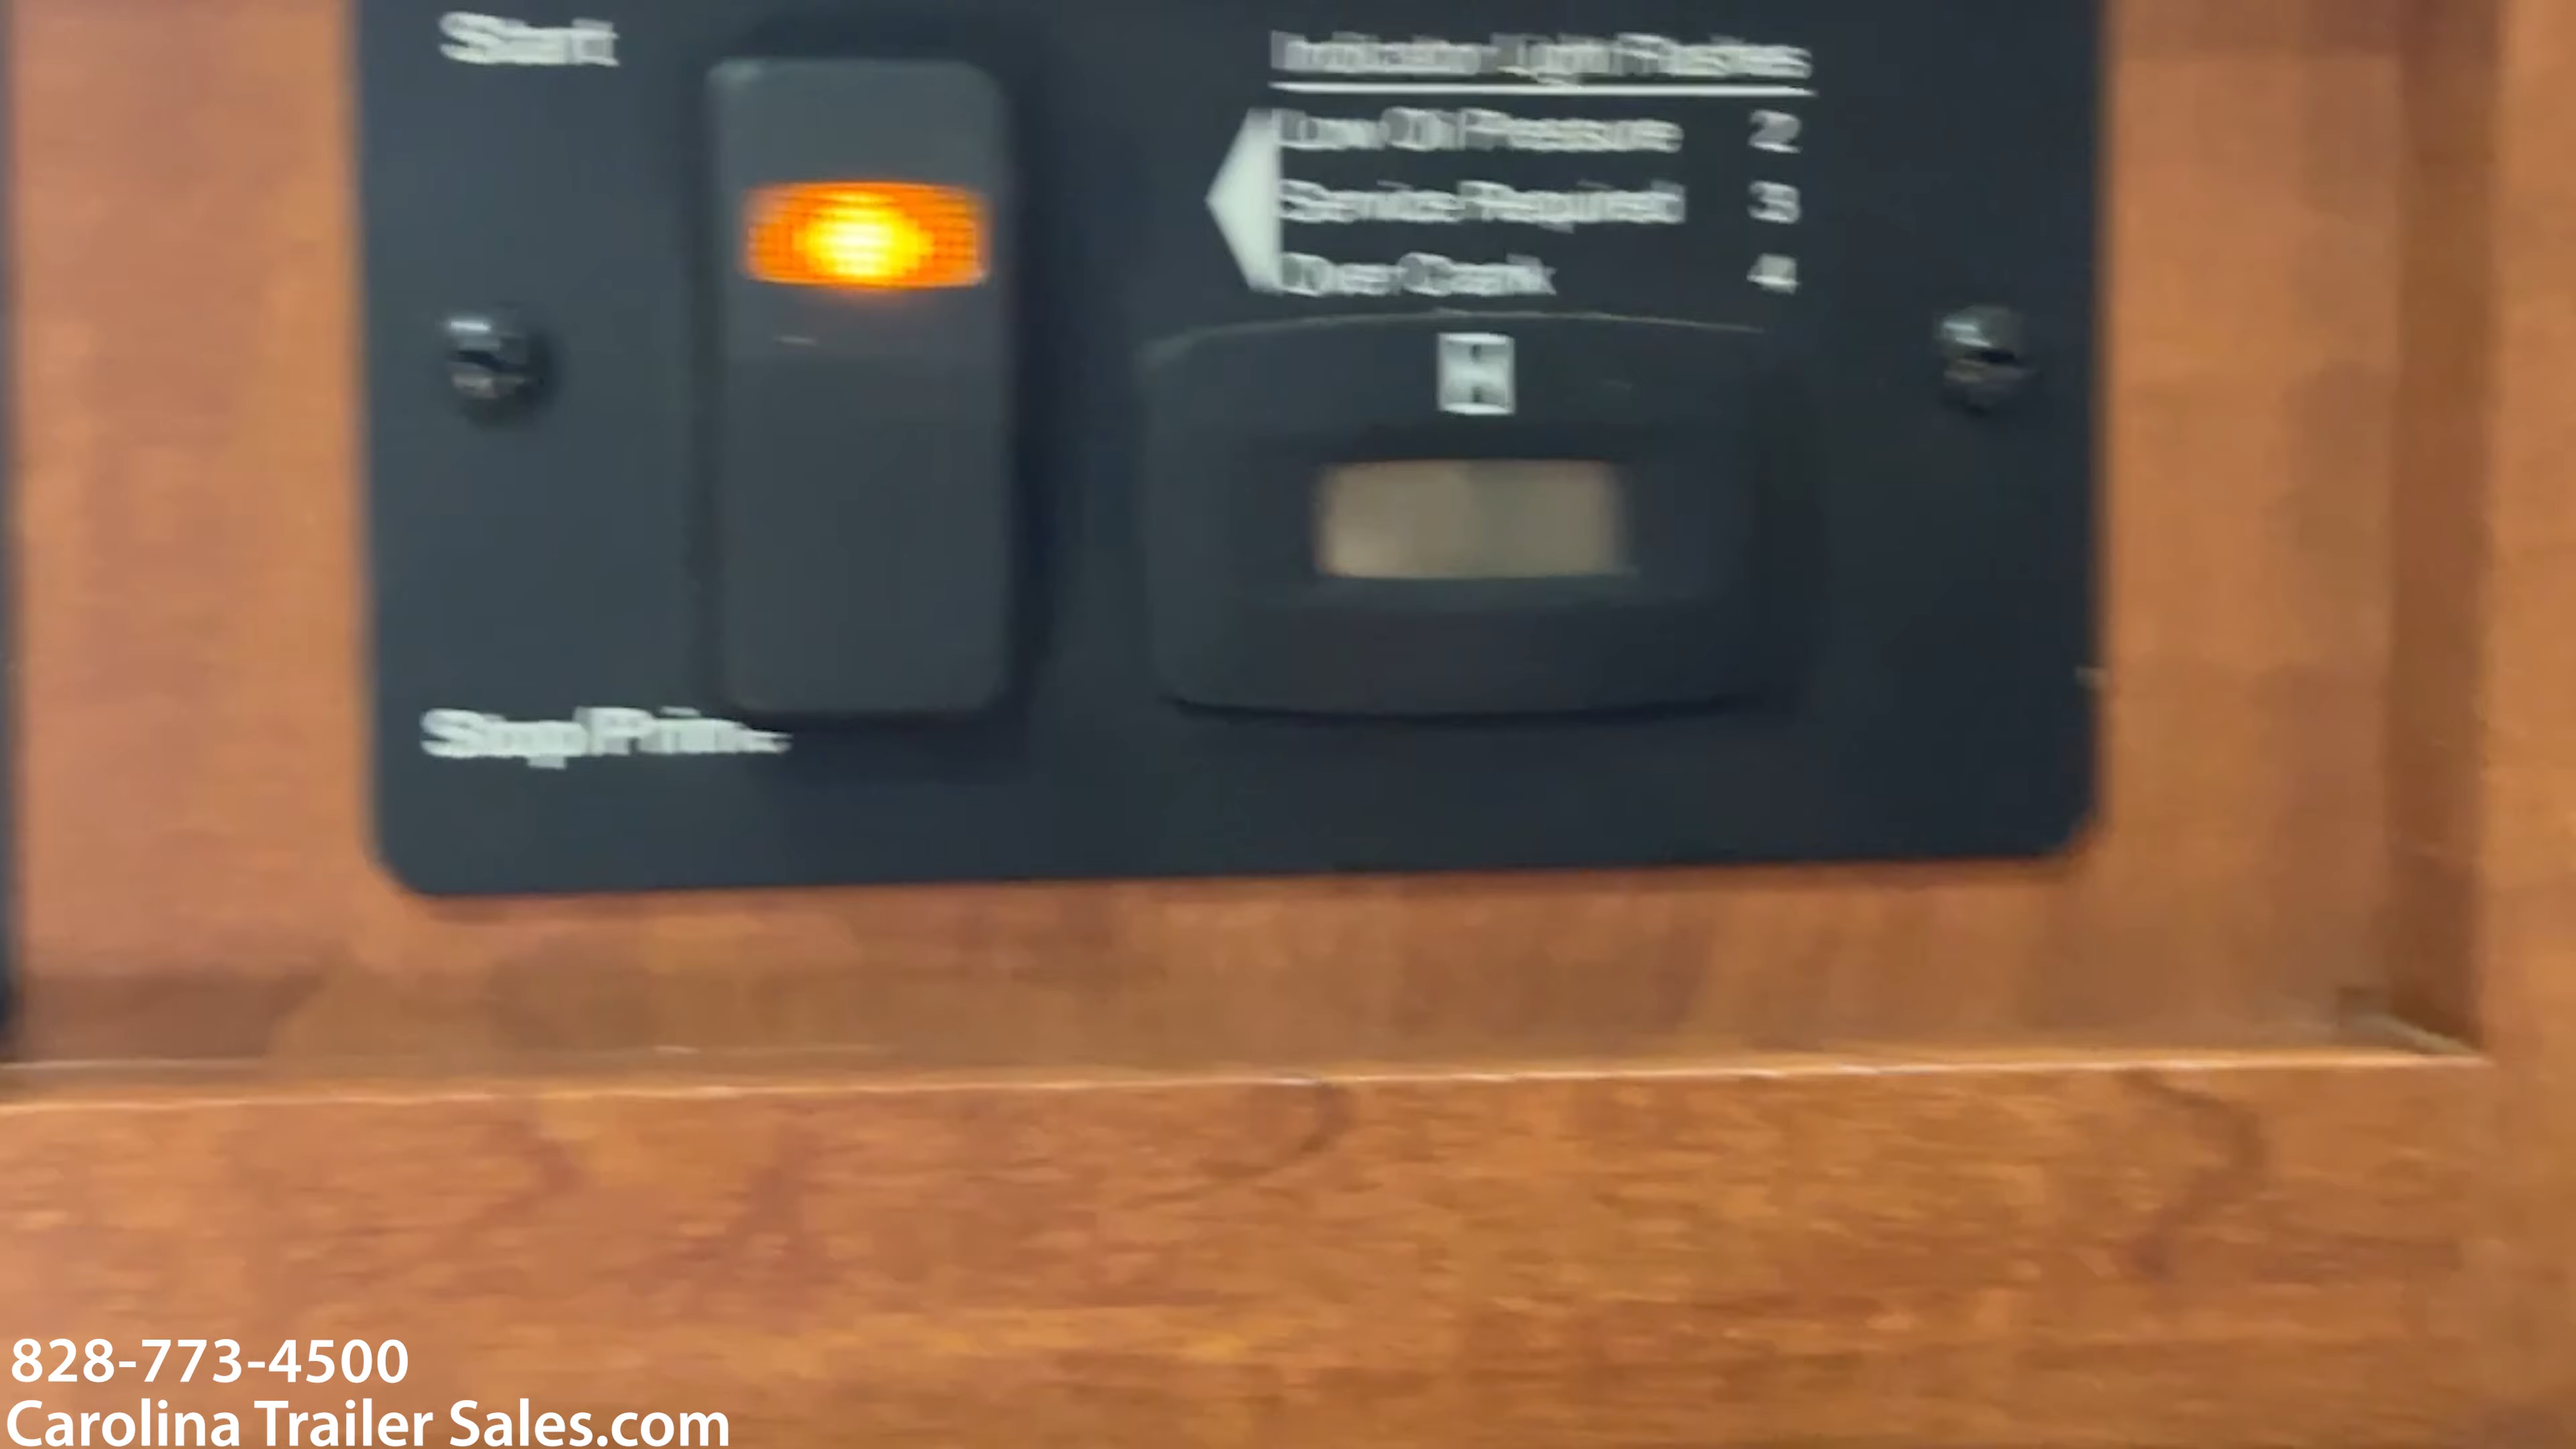 Start
Indicator Light Flashes
Low Oil Pressure 2
Service Required 3
Over Crank 4
Stop/Prime
828-773-4500
Carolina Trailer Sales.com